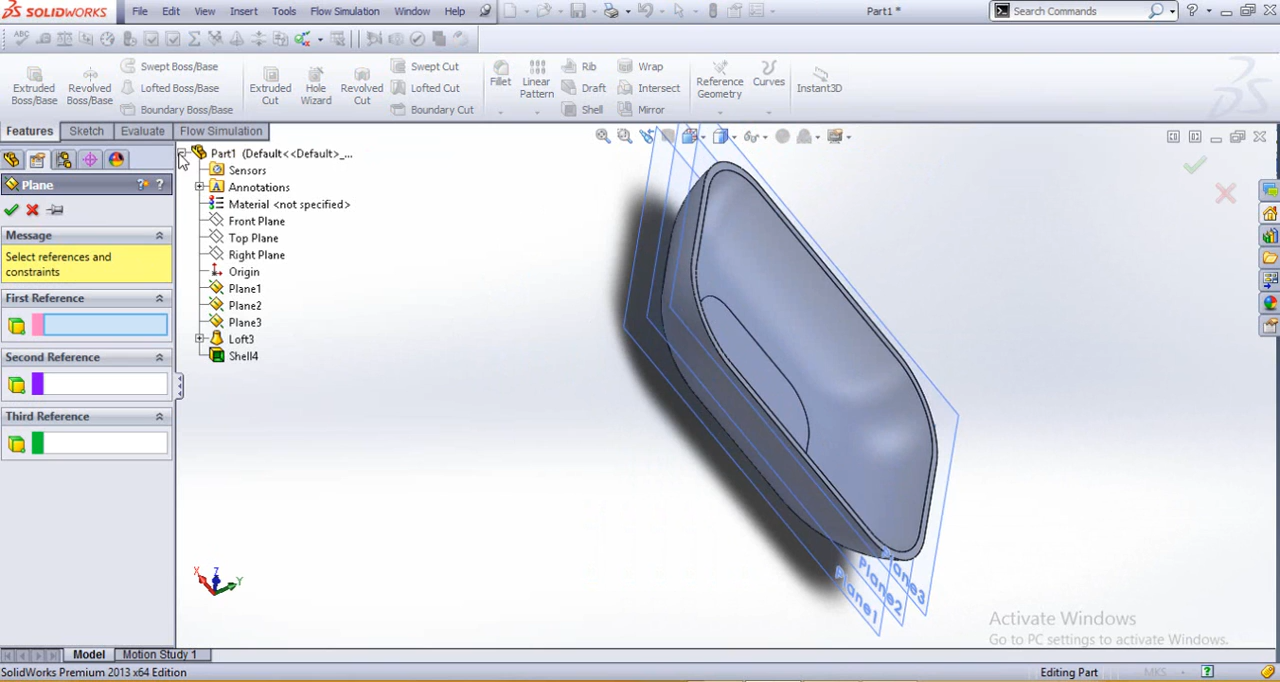 SOLIDWORKS File Edit View Insert Tools Flow Simulation Window Help Part1 * Search Commands
Extruded Boss/Base Revolved Boss/Base Swept Boss/Base Lofted Boss/Base Boundary Boss/Base Extruded Cut Hole Wizard Revolved Cut Swept Cut Lofted Cut Boundary Cut Fillet Linear Pattern Rib Draft Shell Wrap Intersect Mirror Reference Geometry Curves Instant3D
Features Sketch Evaluate Flow Simulation
Part1 (Default<<Default>_...
Sensors
Annotations
Material <not specified>
Front Plane
Top Plane
Right Plane
Origin
Plane1
Plane2
Plane3
Loft3
Shell4
Plane
Message
Select references and
constraints
First Reference
Second Reference
Third Reference
X Z Y
Plane1
Plane2
Plane3
Activate Windows
Go to PC settings to activate Windows.
Model Motion Study 1
SolidWorks Premium 2013 x64 Edition Editing Part MKS